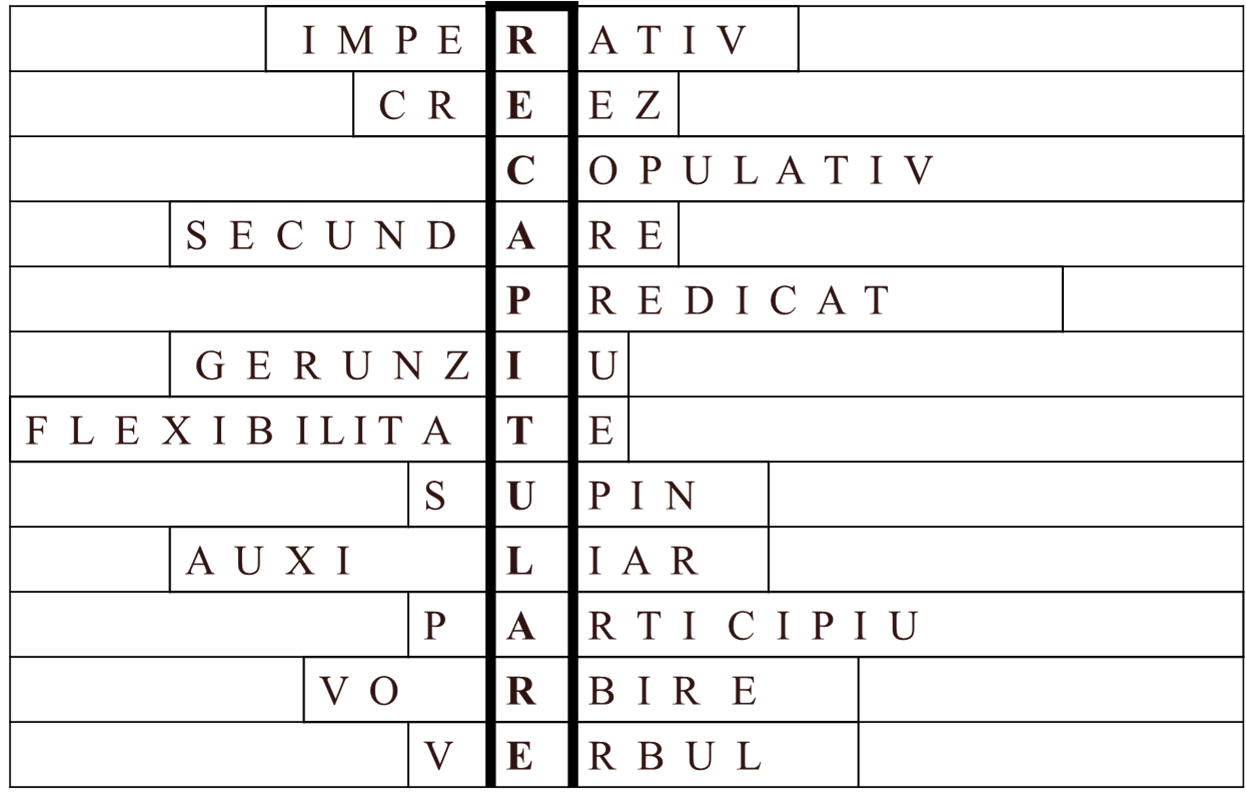 IMPERATIV
CREEZ
COPULATIV
SECUNDARE
PREDICAT
GERUNZIU
FLEXIBILITATE
SUPIN
AUXILIAR
PARTICIPIU
VORBIRE
VERBUL